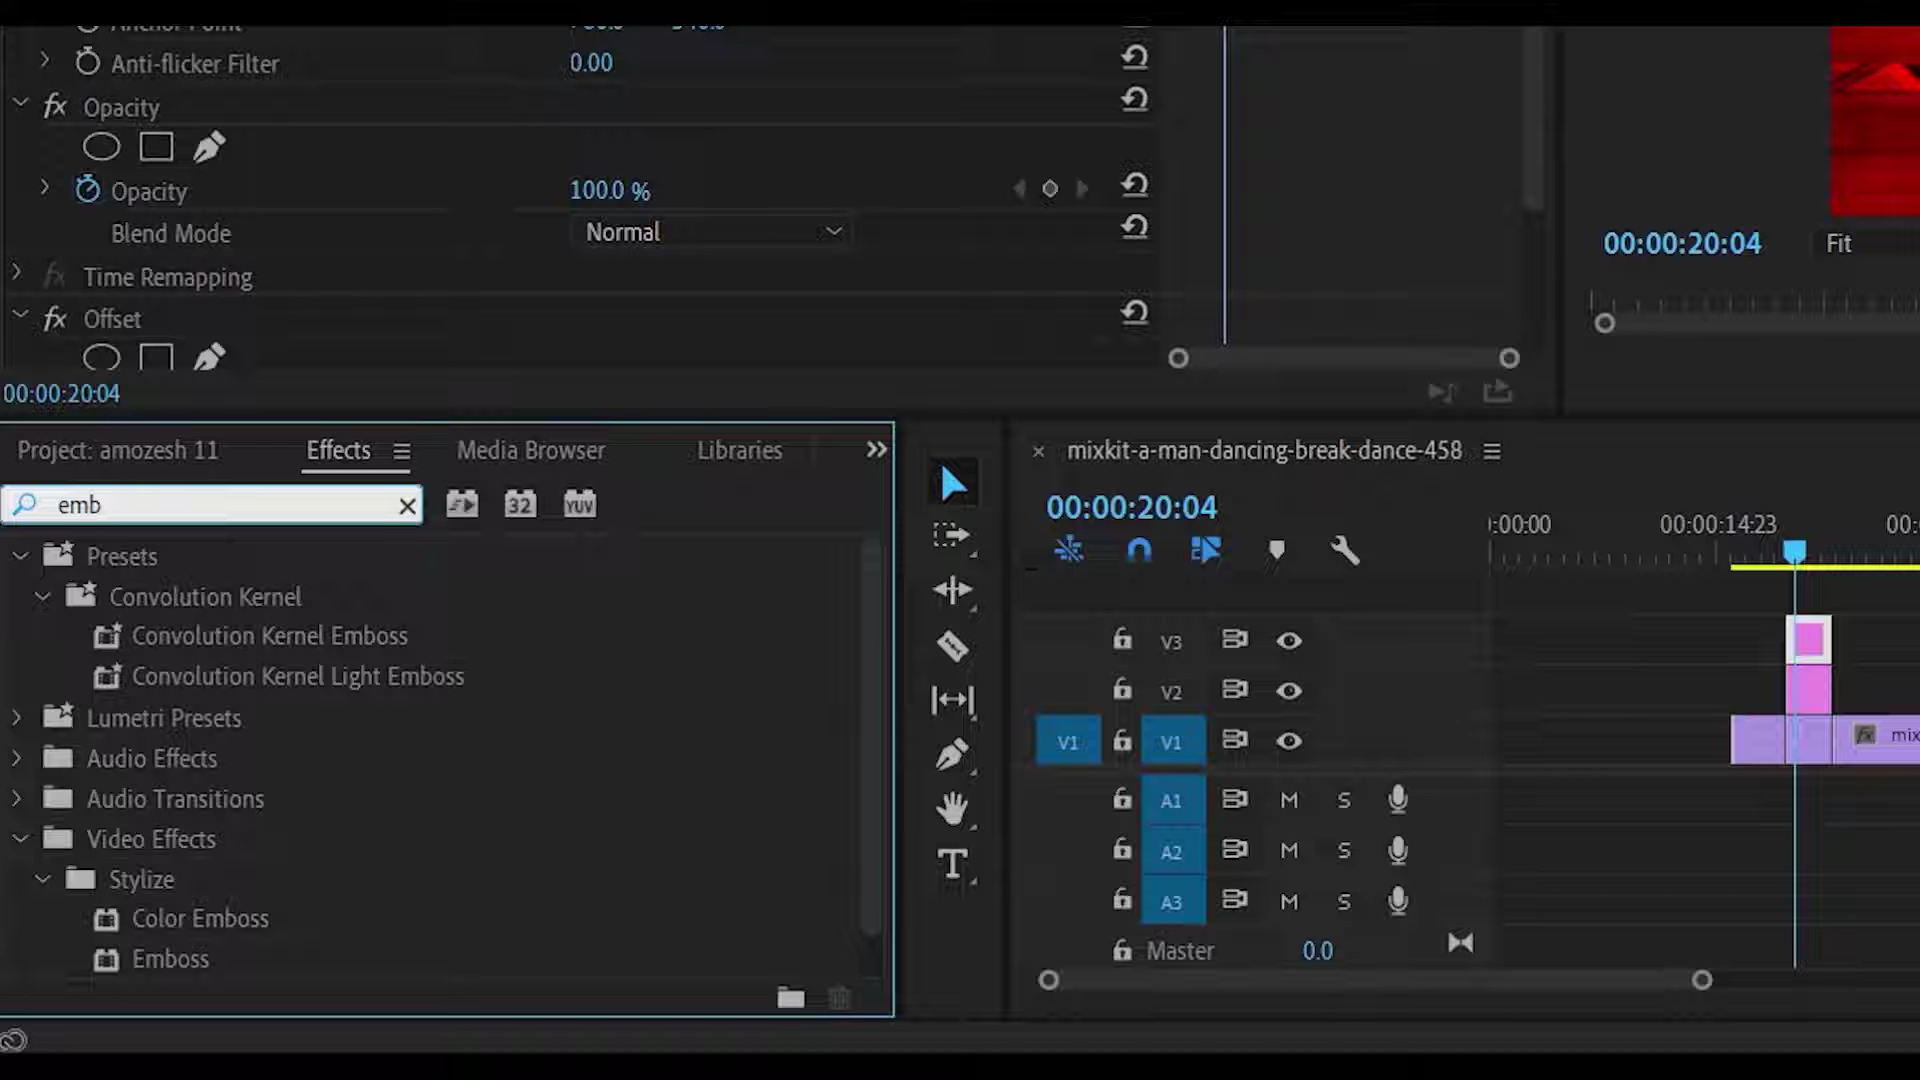 Anti-flicker Filter 0.00
fx Opacity
Opacity 100.0 %
Blend Mode Normal
fx Time Remapping
fx Offset
00:00:20:04
00:00:20:04 Fit
Project: amozesh 11 Effects Media Browser Libraries
emb 32 YUV
Presets
Convolution Kernel
Convolution Kernel Emboss
Convolution Kernel Light Emboss
Lumetri Presets
Audio Effects
Audio Transitions
Video Effects
Stylize
Color Emboss
Emboss
T
mixkit-a-man-dancing-break-dance-458
00:00:20:04
:00:00 00:00:14:23 00:
V3
V2
V1 V1 fx mix
A1 M S
A2 M S
A3 M S
Master 0.0